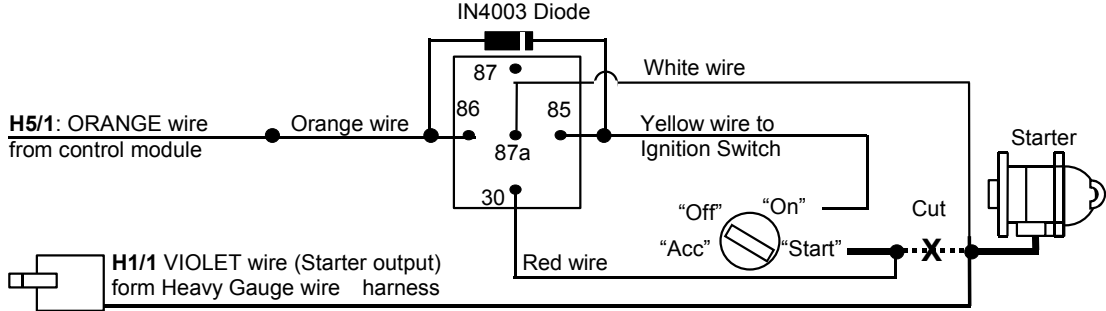 IN4003 Diode
87
White wire
86
85
H5/1: ORANGE wire
from control module
Orange wire
87a
Yellow wire to
Ignition Switch
Starter
30
"Off"
"On"
Cut
"Acc"
"Start"
X
H1/1 VIOLET wire (Starter output)
form Heavy Gauge wire harness
Red wire